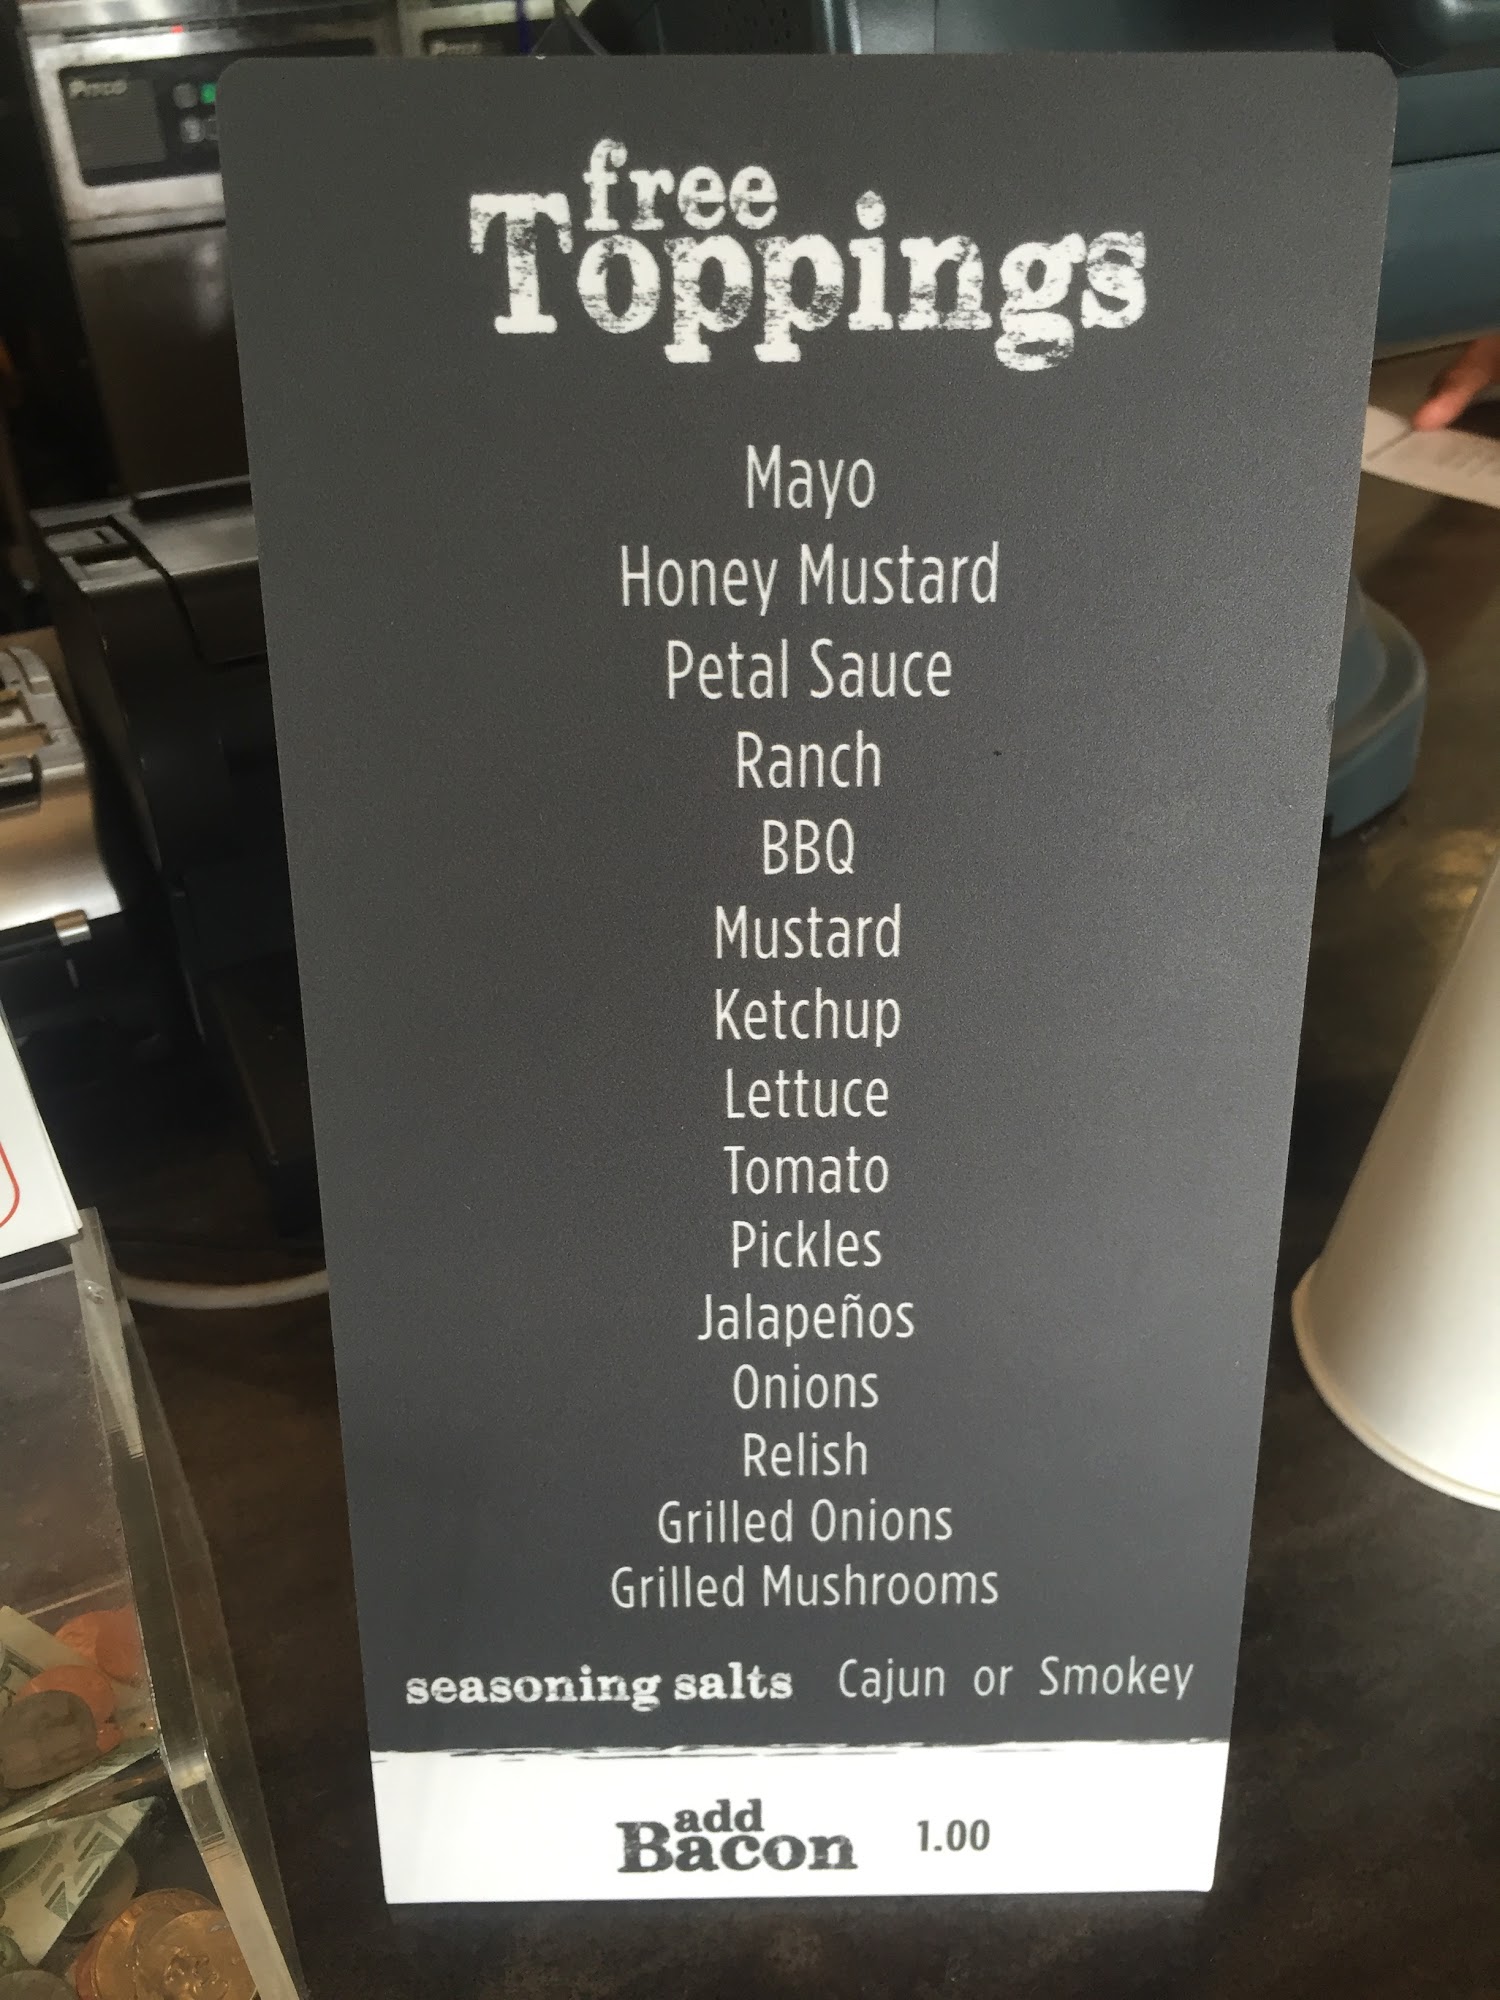 PITCO
free
Toppings
Mayo
Honey Mustard
Petal Sauce
Ranch
BBQ
Mustard
Ketchup
Lettuce
Tomato
Pickles
Jalapeños
Onions
Relish
Grilled Onions
Grilled Mushrooms
seasoning salts Cajun or Smokey
add
Bacon 1.00